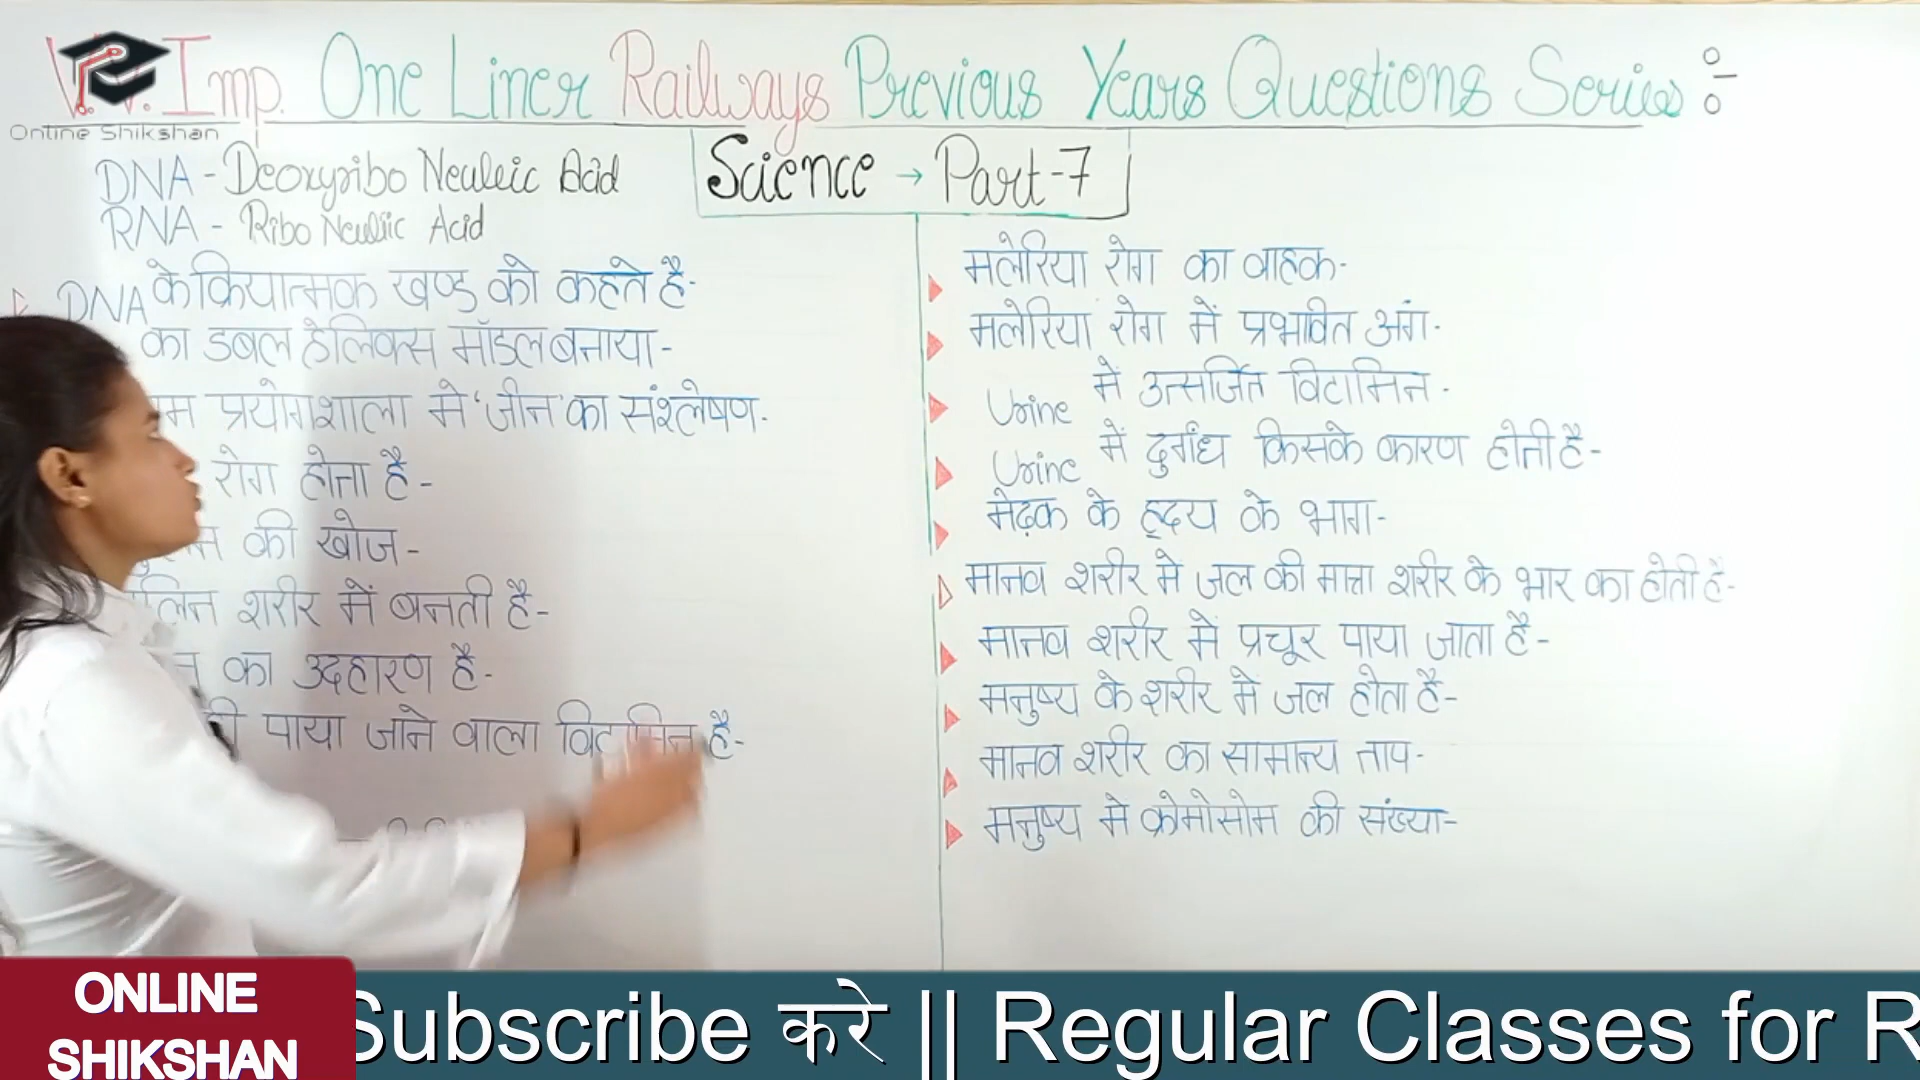 V.V. Imp. One Liner Railways Previous Years Questions Series :-
Online Shikshan
Science → Part-7
DNA - Deoxyribo Neuleic Acid
RNA - Ribo Neuliic Acid
DNA के क्रियात्मक खण्ड को कहते है-
का डबल हेलिक्स मॉडल बनाया-
प्रयोगशाला मे 'जीन' का संश्लेषण-
रोग होता है-
की खोज-
शरीर में बनती है-
का उदहारण है-
पाया जाने वाला विटामिन है-
मलेरिया रोग का वाहक-
मलेरिया रोग में प्रभावित अंग-
Urine में उत्सर्जित विटामिन-
Urine में दुर्गंध किसके कारण होती है-
मेढ़क के हृदय के भाग-
मानव शरीर मे जल की मात्रा शरीर के भार का होती है-
मानव शरीर में प्रचूर पाया जाता है-
मनुष्य के शरीर मे जल होता है-
मानव शरीर का सामान्य ताप-
मनुष्य मे क्रोमोसोम की संख्या-
ONLINE
SHIKSHAN
Subscribe करे || Regular Classes for R